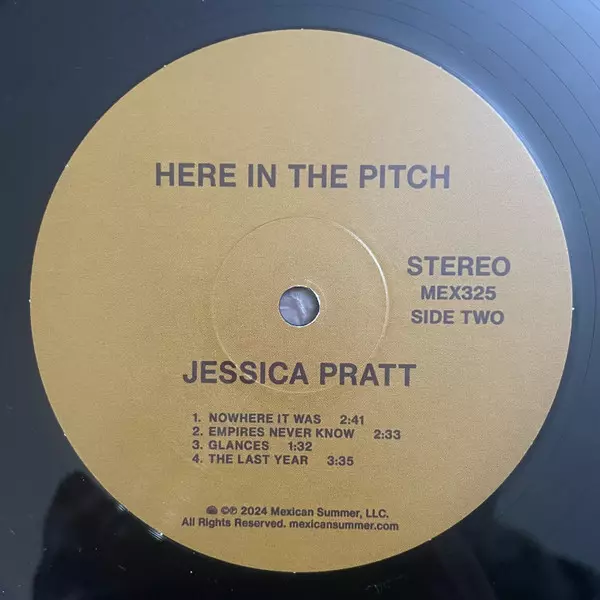 HERE IN THE PITCH
STEREO
MEX325
SIDE TWO
JESSICA PRATT
1. NOWHERE IT WAS 2:41
2. EMPIRES NEVER KNOW 2:33
3. GLANCES 1:32
4. THE LAST YEAR 3:35
©℗ 2024 Mexican Summer, LLC.
All Rights Reserved. mexicansummer.com